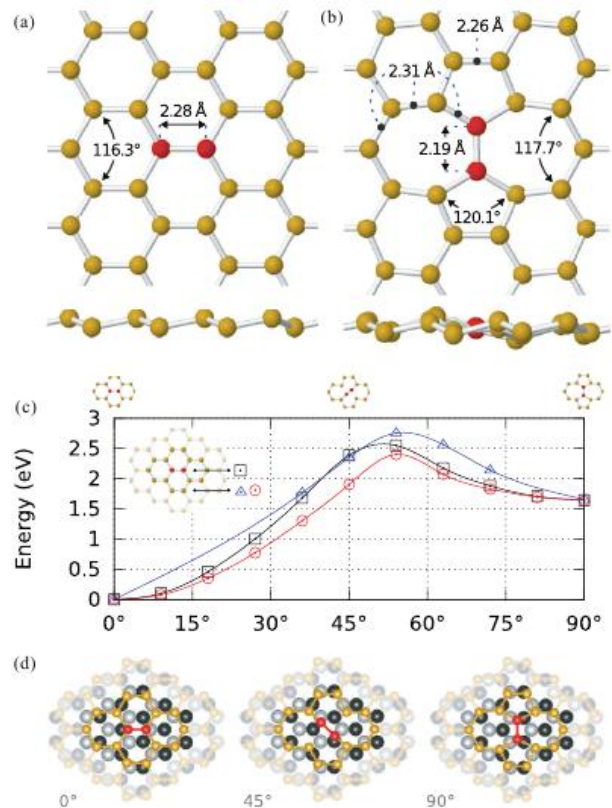 (a)
(b)
2.26 Å
2.31 Å
2.28 Å
116.3°
2.19 Å
117.7°
120.1°
(c)
3
2.5
2
1.5
1
0.5
0
Energy (eV)
0° 15° 30° 45° 60° 75° 90°
(d)
0° 45° 90°